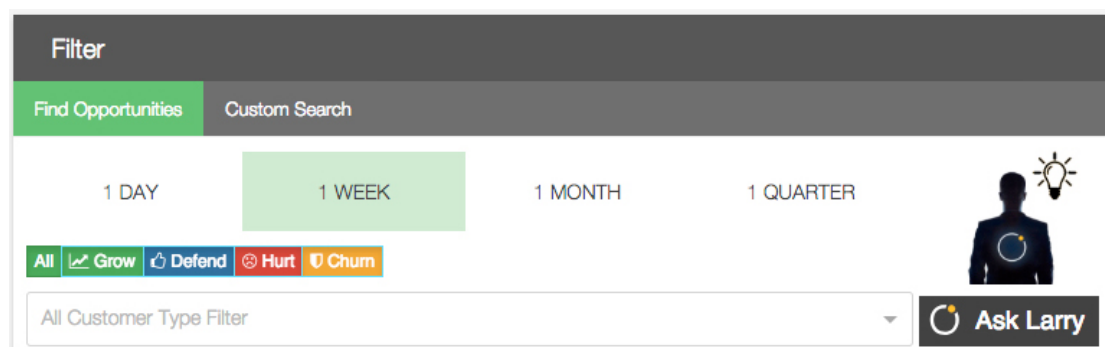 Filter
Find Opportunities Custom Search
1 DAY 1 WEEK 1 MONTH 1 QUARTER
All Grow Defend Hurt Churn
All Customer Type Filter
Ask Larry